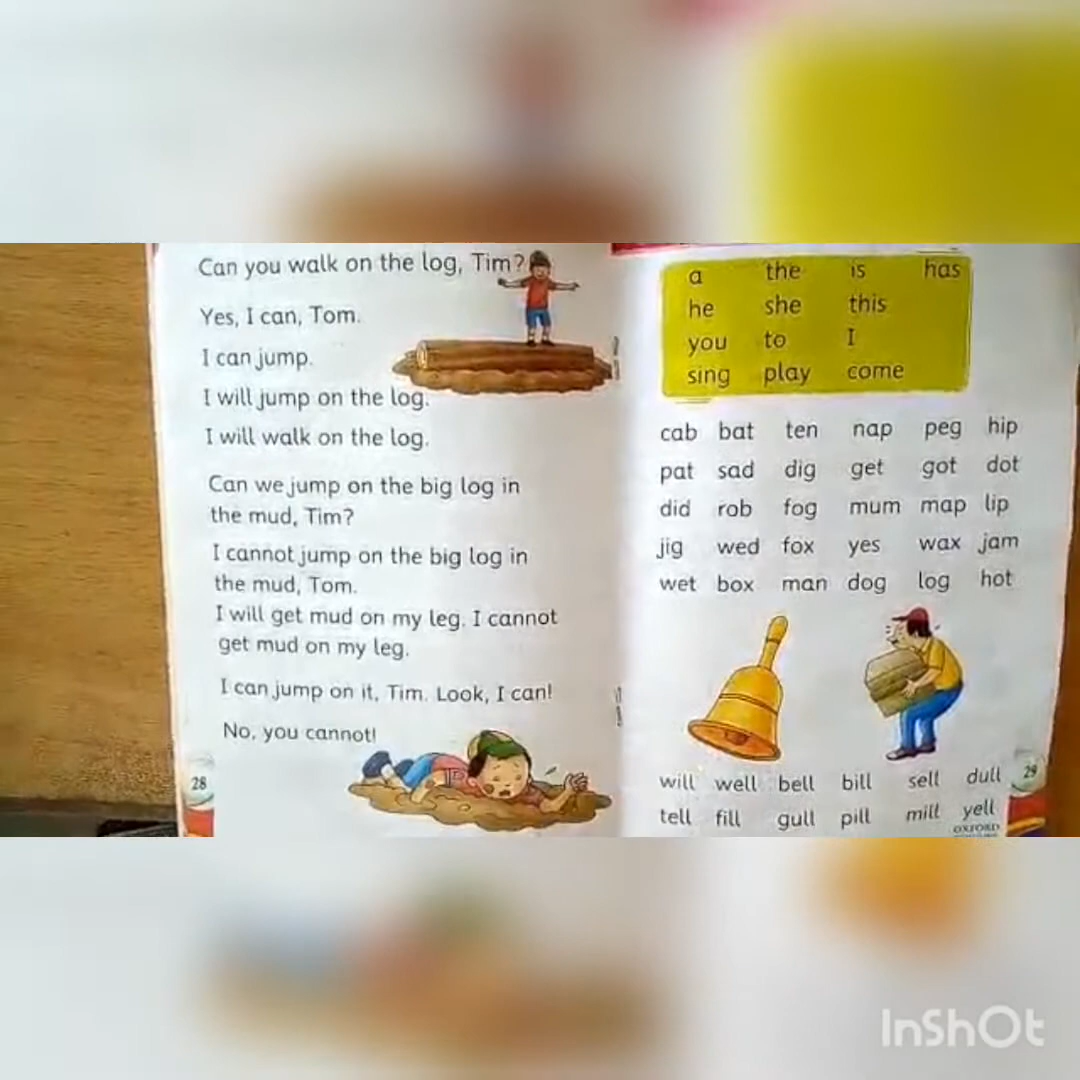 Can you walk on the log, Tim?
Yes, I can, Tom.
I can jump.
I will jump on the log.
I will walk on the log.
Can we jump on the big log in
the mud, Tim?
I cannot jump on the big log in
the mud, Tom.
I will get mud on my leg. I cannot
get mud on my leg.
I can jump on it, Tim. Look, I can!
No, you cannot!
28
a the is has
he she this
you to I
sing play come
cab bat ten nap peg hip
pat sad dig get got dot
did rob fog mum map lip
jig wed fox yes wax jam
wet box man dog log hot
will well bell bill sell dull
29
tell fill gull pill mill yell
OXFORD
InShOt